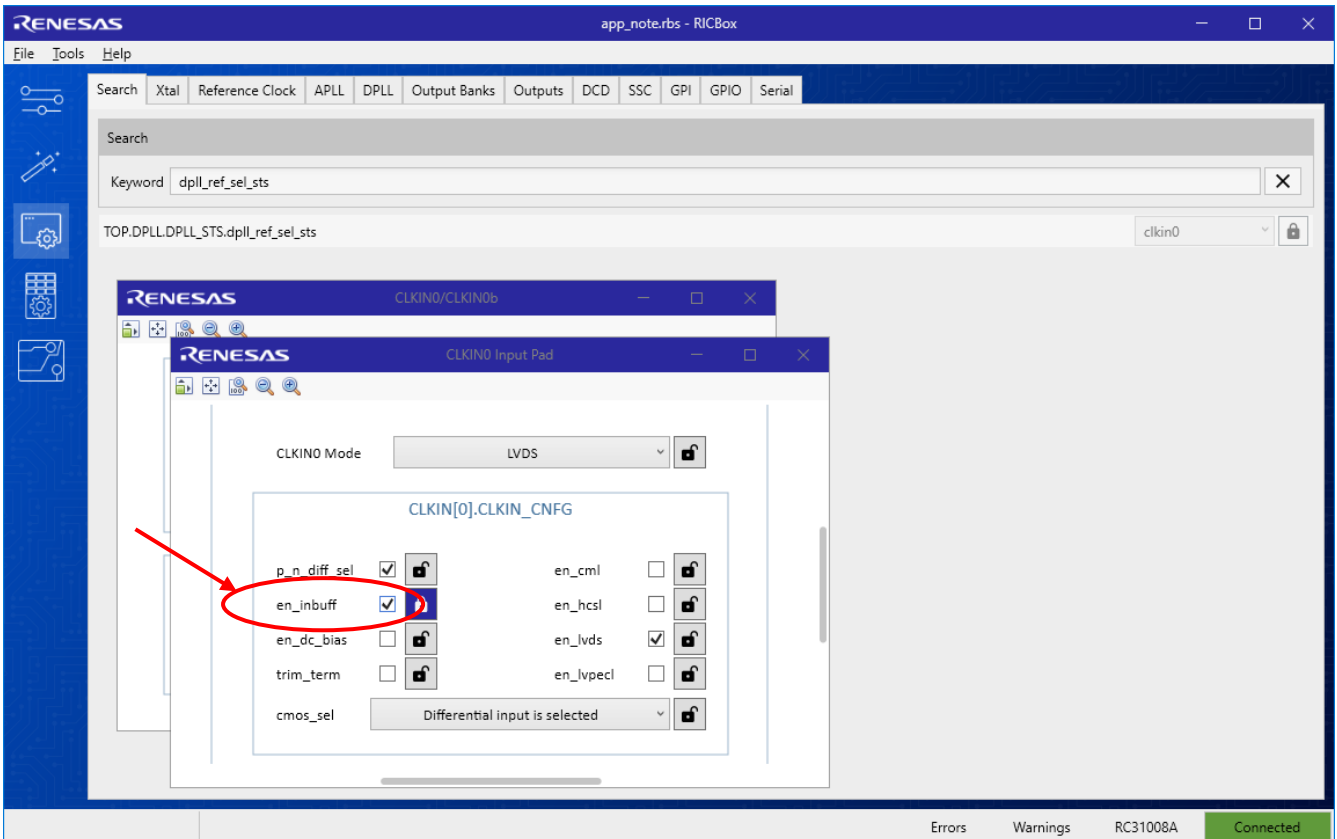 RENESAS
app_note.rbs - RICBox
File Tools Help
Search Xtal Reference Clock APLL DPLL Output Banks Outputs DCD SSC GPI GPIO Serial
Search
Keyword dpll_ref_sel_sts
TOP.DPLL.DPLL_STS.dpll_ref_sel_sts clkin0
RENESAS CLKIN0/CLKIN0b
RENESAS CLKIN0 Input Pad
100
CLKIN0 Mode LVDS
CLKIN[0].CLKIN_CNFG
p_n_diff_sel en_cml
en_inbuff en_hcsl
en_dc_bias en_lvds
trim_term en_lvpecl
cmos_sel Differential input is selected
Errors Warnings RC31008A Connected